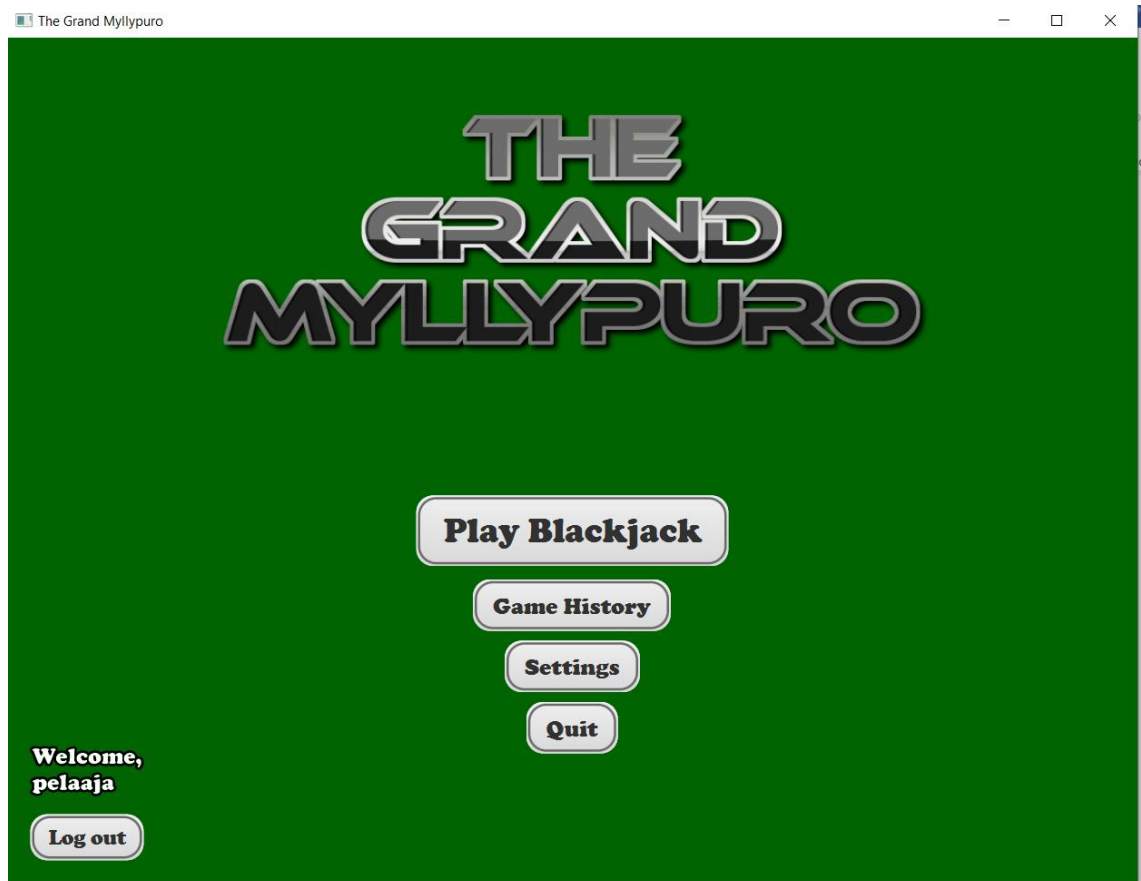 The Grand Myllypuro
THE
GRAND
MYLLYPURO
Play Blackjack
Game History
Settings
Quit
Welcome,
pelaaja
Log out